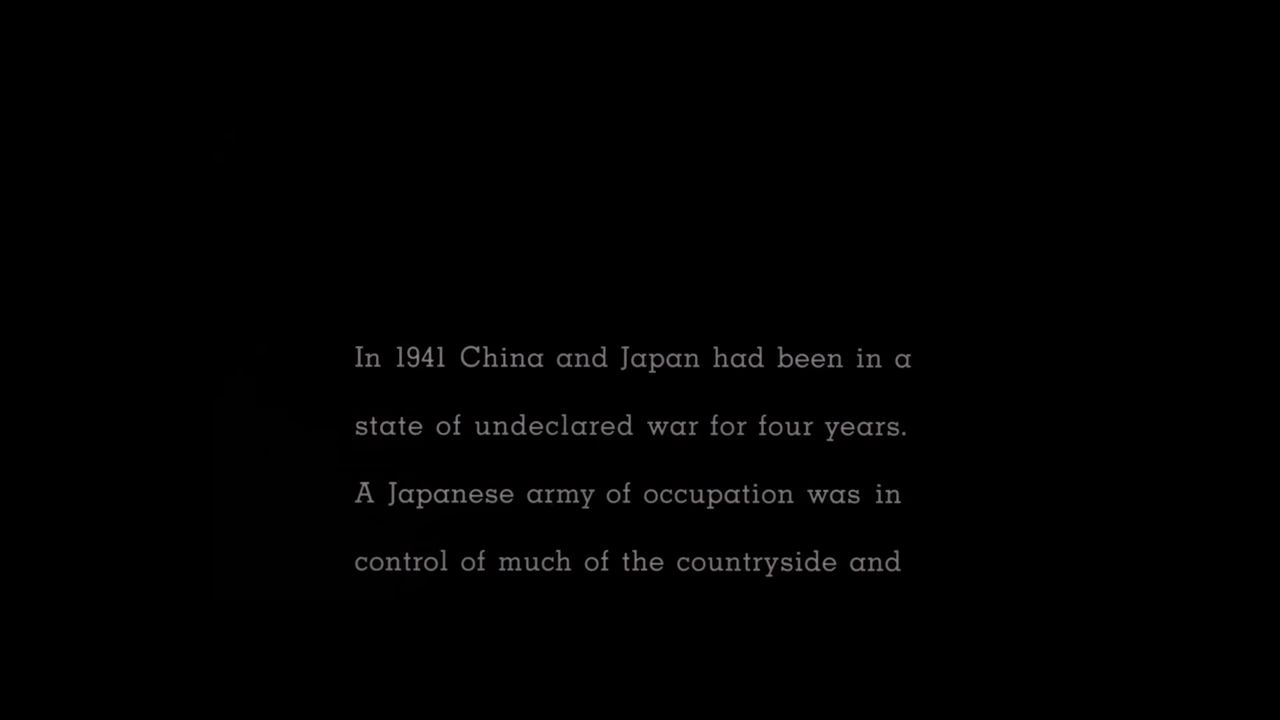 In 1941 China and Japan had been in a
state of undeclared war for four years.
A Japanese army of occupation was in
control of much of the countryside and